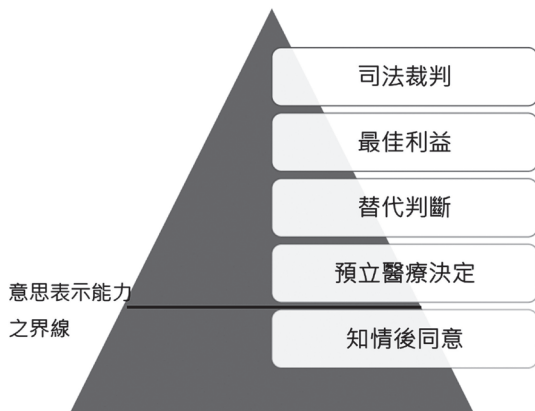 司法裁判
最佳利益
替代判斷
預立醫療決定
意思表示能力
之界線
知情後同意